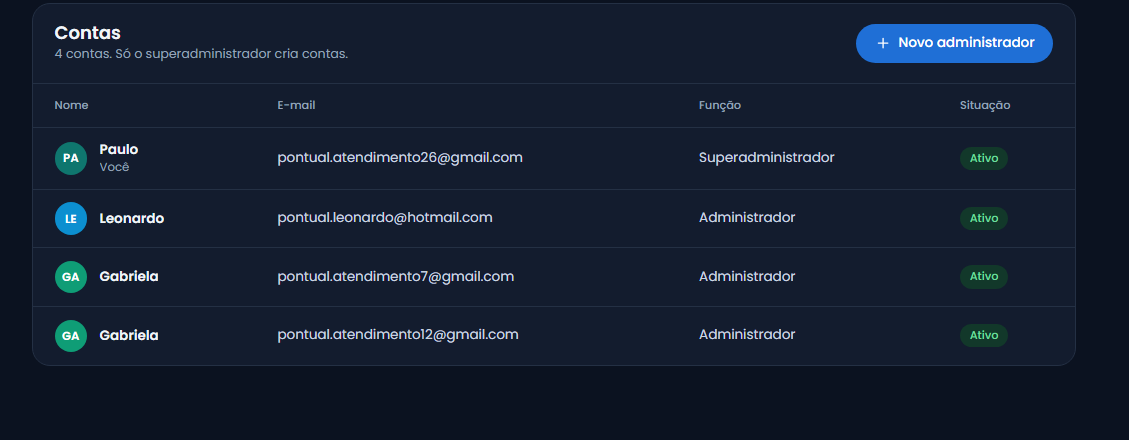 Contas
4 contas. Só o superadministrador cria contas.
+ Novo administrador
Nome E-mail Função Situação
PA Paulo pontual.atendimento26@gmail.com Superadministrador Ativo
Você
LE Leonardo pontual.leonardo@hotmail.com Administrador Ativo
GA Gabriela pontual.atendimento7@gmail.com Administrador Ativo
GA Gabriela pontual.atendimento12@gmail.com Administrador Ativo